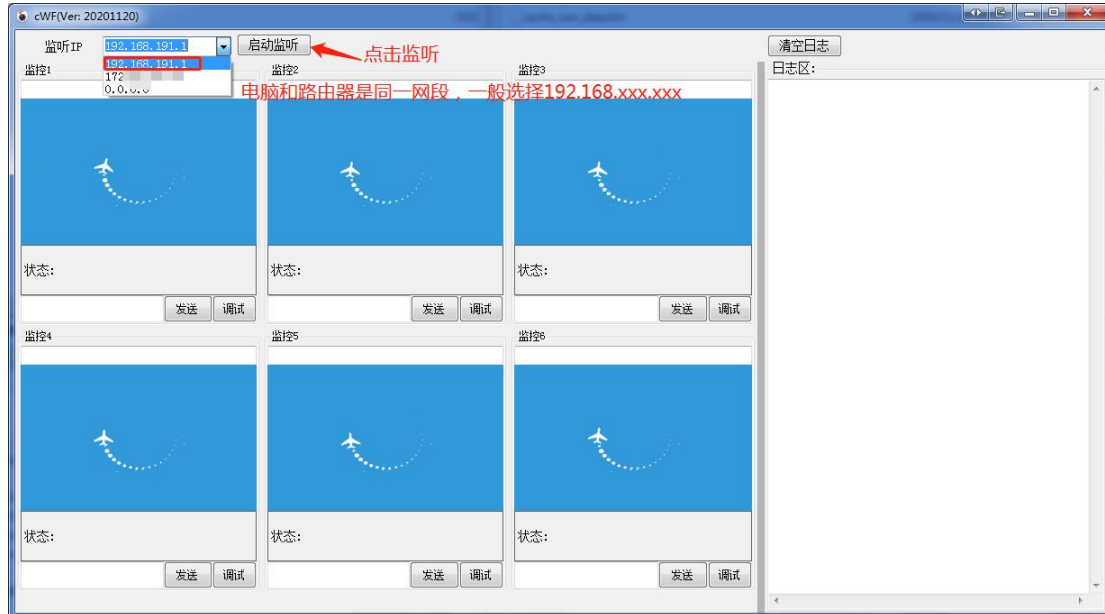 cWF(Ver: 20201120)
监听IP 192.168.191.1 启动监听
点击监听
192.168.191.1
172
0.0.0.0
电脑和路由器是同一网段，一般选择192.168.xxx.xxx
清空日志
日志区:
监控1 监控2 监控3
状态: 状态: 状态:
发送 调试 发送 调试 发送 调试
监控4 监控5 监控6
状态: 状态: 状态:
发送 调试 发送 调试 发送 调试